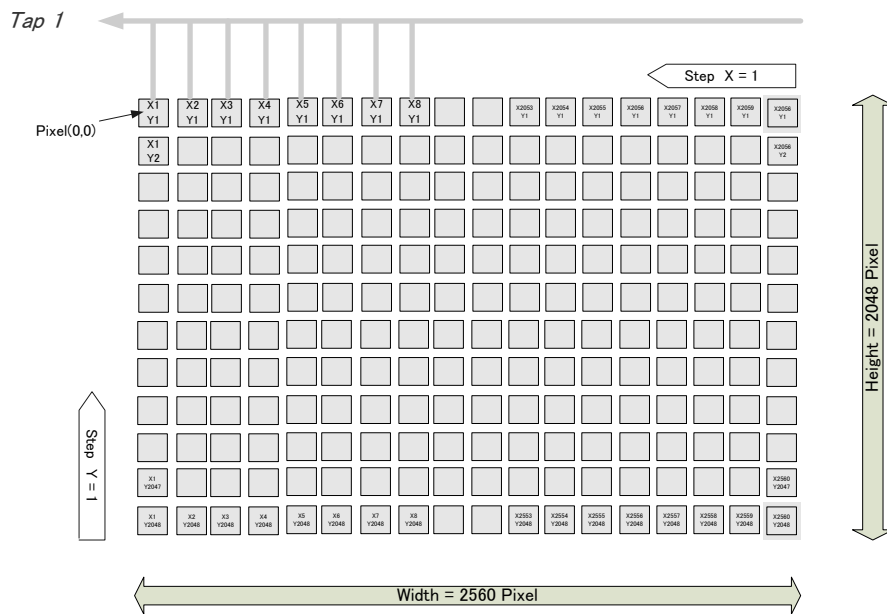 Tap 1
Step X = 1
X1 X2 X3 X4 X5 X6 X7 X8 X2053 X2054 X2055 X2056 X2057 X2058 X2059 X2056
Y1 Y1 Y1 Y1 Y1 Y1 Y1 Y1 Y1 Y1 Y1 Y1 Y1 Y1 Y1 Y1
Pixel(0,0)
X1 X2056
Y2 Y2
Height = 2048 Pixel
Step Y = 1
X1 X2560
Y2047 Y2047
X1 X2 X3 X4 X5 X6 X7 X8 X2553 X2554 X2555 X2556 X2557 X2558 X2559 X2560
Y2048 Y2048 Y2048 Y2048 Y2048 Y2048 Y2048 Y2048 Y2048 Y2048 Y2048 Y2048 Y2048 Y2048 Y2048 Y2048
Width = 2560 Pixel